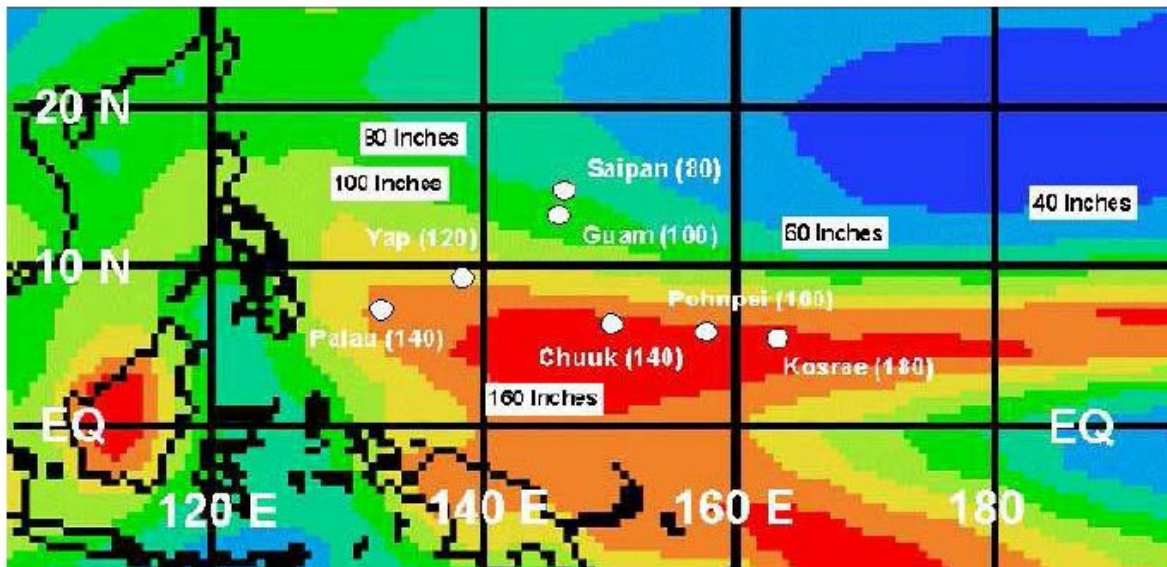 20 N
80 Inches
Saipan (80)
100 Inches
40 Inches
Yap (120)
Guam (100)
60 Inches
10 N
Pohnpei (160)
Palau (140)
Chuuk (140)
Kosrae (180)
160 Inches
EQ
EQ
120 E
140 E
160 E
180